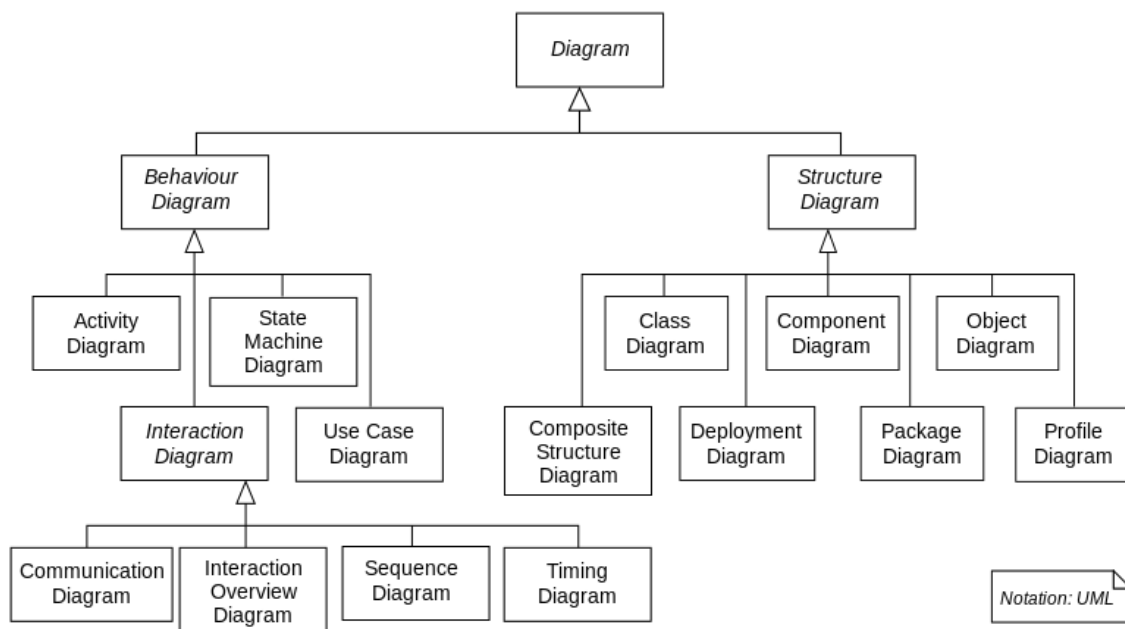 Diagram
Behaviour
Diagram
Structure
Diagram
Activity
Diagram
State
Machine
Diagram
Class
Diagram
Component
Diagram
Object
Diagram
Interaction
Diagram
Use Case
Diagram
Composite
Structure
Diagram
Deployment
Diagram
Package
Diagram
Profile
Diagram
Communication
Diagram
Interaction
Overview
Diagram
Sequence
Diagram
Timing
Diagram
Notation: UML